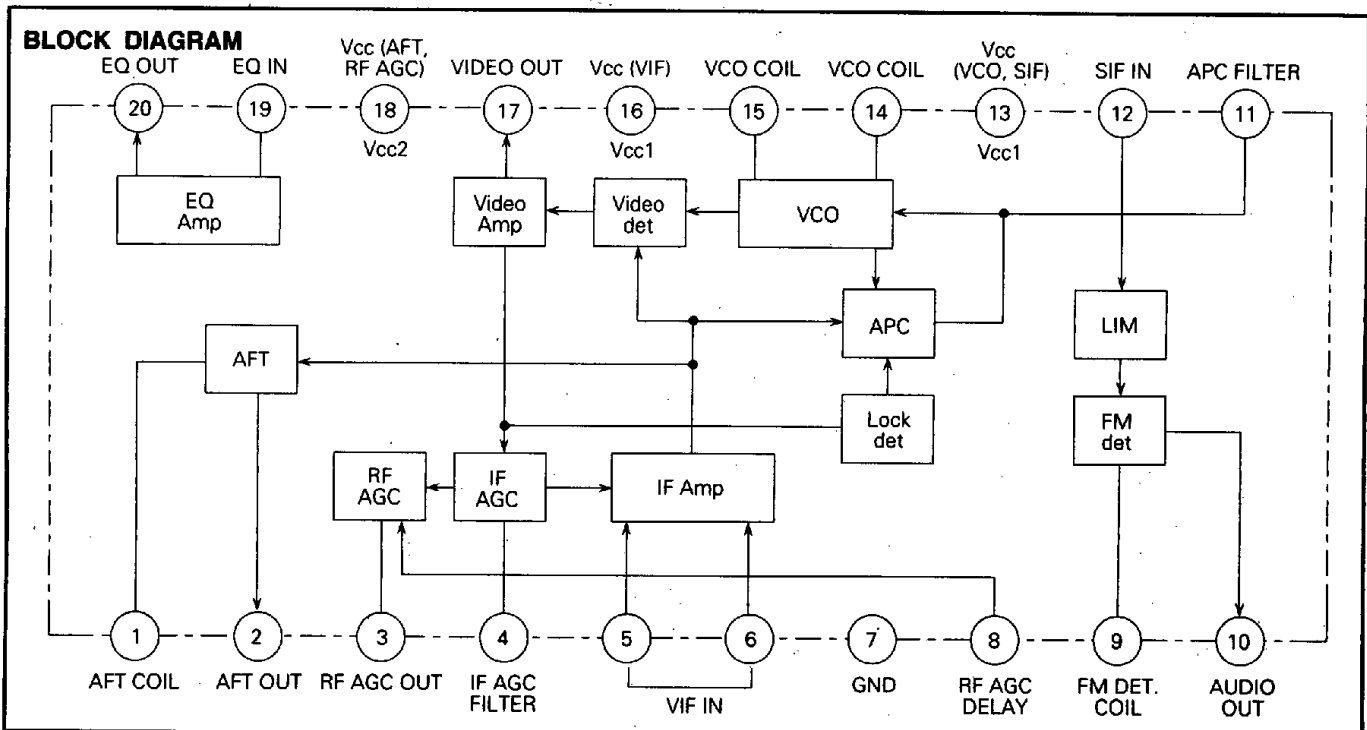 BLOCK DIAGRAM
EQ OUT
EQ IN
Vcc (AFT,
RF AGC)
VIDEO OUT
Vcc (VIF)
VCO COIL
VCO COIL
Vcc
(VCO, SIF)
SIF IN
APC FILTER
20
19
18
17
16
15
14
13
12
11
Vcc2
Vcc1
Vcc1
EQ
Amp
Video
Amp
Video
det
VCO
AFT
APC
LIM
Lock
det
FM
det
RF
AGC
IF
AGC
IF Amp
1
2
3
4
5
6
7
8
9
10
AFT COIL
AFT OUT
RF AGC OUT
IF AGC
FILTER
VIF IN
GND
RF AGC
DELAY
FM DET.
COIL
AUDIO
OUT